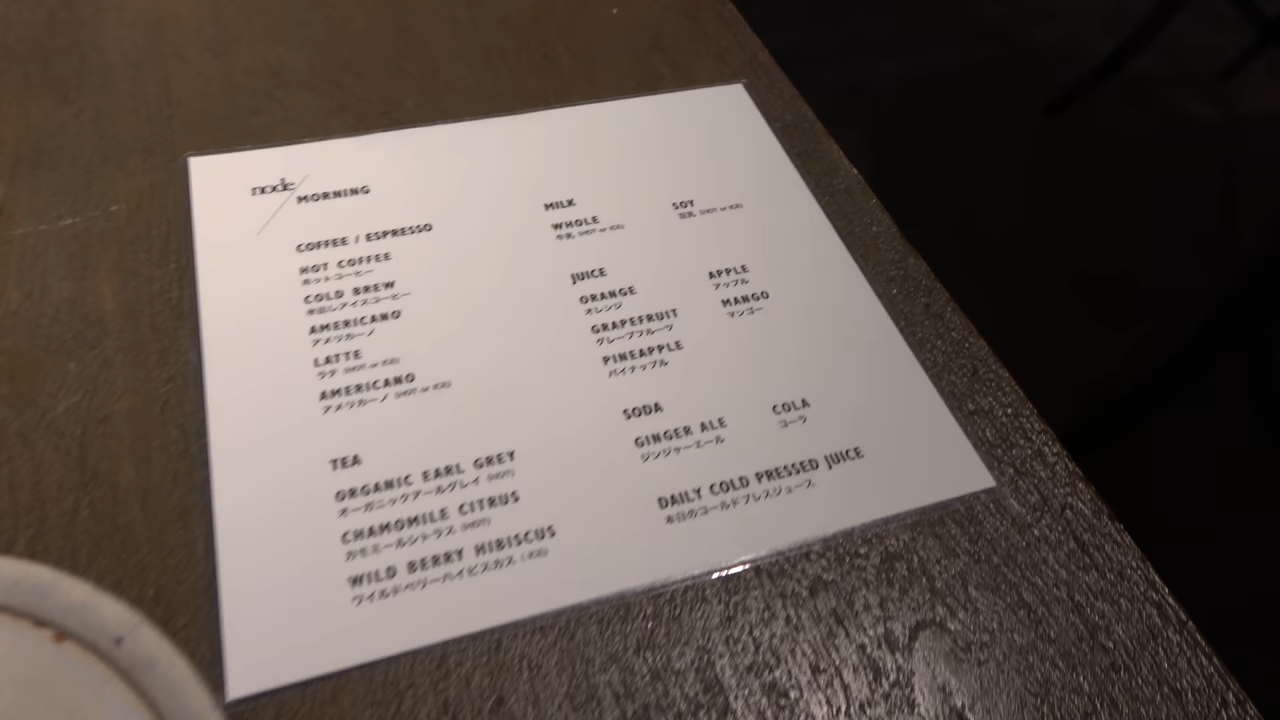 node
MORNING
COFFEE / ESPRESSO
HOT COFFEE
ホットコーヒー
COLD BREW
水出しアイスコーヒー
AMERICANO
アメリカーノ
LATTE
ラテ (HOT or ICE)
AMERICANO
アメリカーノ (HOT or ICE)
TEA
ORGANIC EARL GREY
オーガニックアールグレイ (HOT)
CHAMOMILE CITRUS
カモミールシトラス (HOT)
WILD BERRY HIBISCUS
ワイルドベリーハイビスカス (ICE)
MILK
WHOLE
牛乳 (HOT or ICE)
SOY
豆乳 (HOT or ICE)
JUICE
ORANGE
オレンジ
APPLE
アップル
GRAPEFRUIT
グレープフルーツ
MANGO
マンゴー
PINEAPPLE
パイナップル
SODA
GINGER ALE
ジンジャーエール
COLA
コーラ
DAILY COLD PRESSED JUICE
本日のコールドプレスジュース